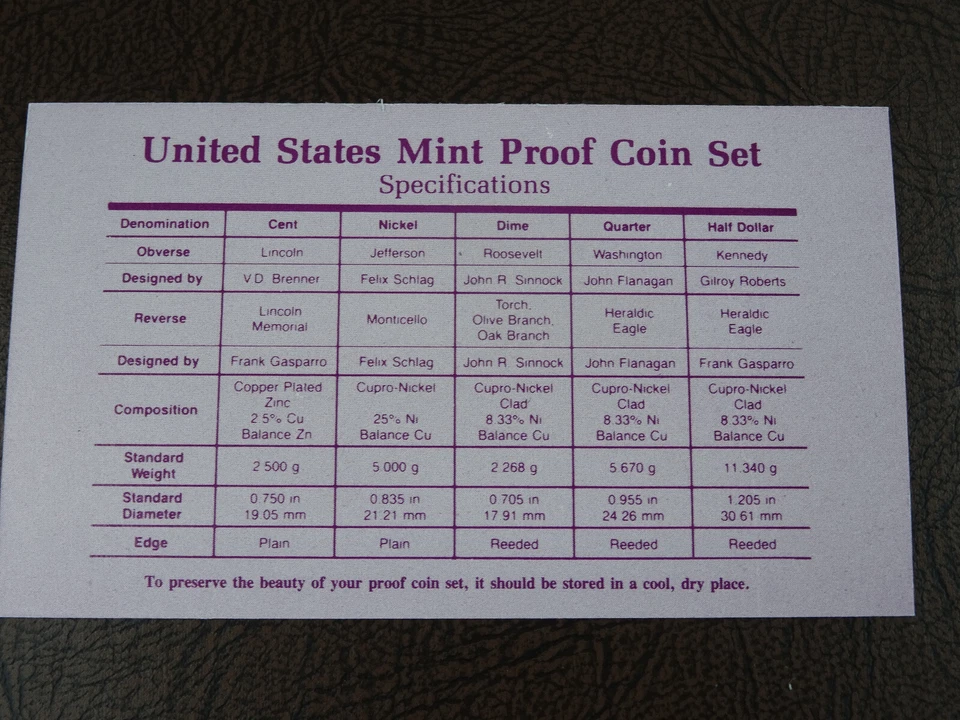 United States Mint Proof Coin Set
Specifications
Denomination Cent Nickel Dime Quarter Half Dollar
Obverse Lincoln Jefferson Roosevelt Washington Kennedy
Designed by V.D. Brenner Felix Schlag John R. Sinnock John Flanagan Gilroy Roberts
Reverse Lincoln Memorial Monticello Torch, Olive Branch, Oak Branch Heraldic Eagle Heraldic Eagle
Designed by Frank Gasparro Felix Schlag John R. Sinnock John Flanagan Frank Gasparro
Composition Copper Plated Zinc 2.5% Cu Balance Zn Cupro-Nickel 25% Ni Balance Cu Cupro-Nickel Clad 8.33% Ni Balance Cu Cupro-Nickel Clad 8.33% Ni Balance Cu Cupro-Nickel Clad 8.33% Ni Balance Cu
Standard Weight 2.500 g 5.000 g 2.268 g 5.670 g 11.340 g
Standard Diameter 0.750 in 19.05 mm 0.835 in 21.21 mm 0.705 in 17.91 mm 0.955 in 24.26 mm 1.205 in 30.61 mm
Edge Plain Plain Reeded Reeded Reeded
To preserve the beauty of your proof coin set, it should be stored in a cool, dry place.